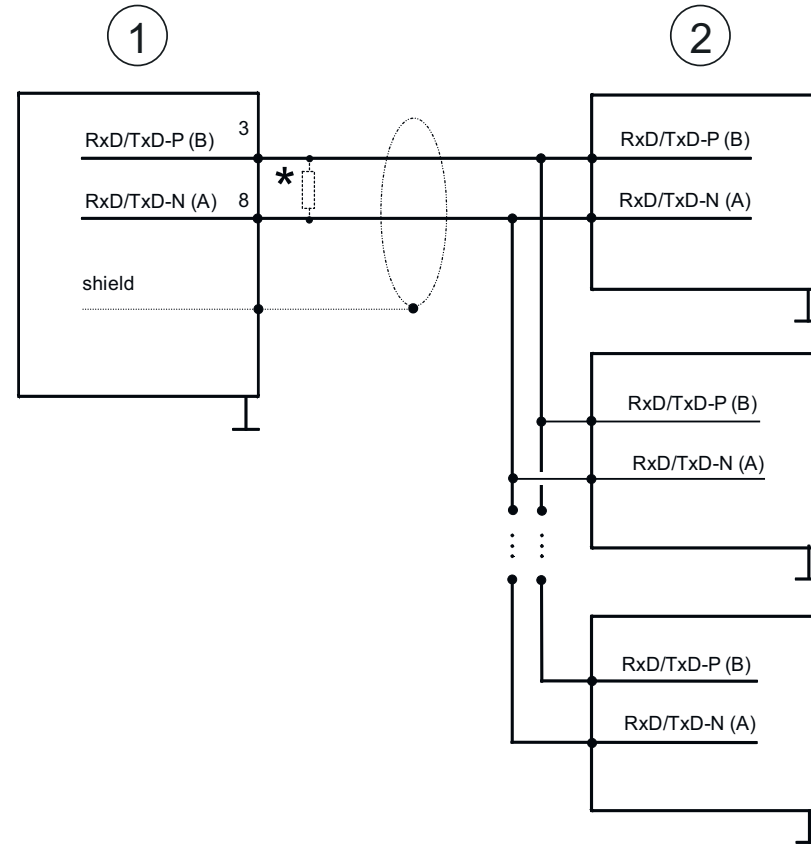 1
2
RxD/TxD-P (B) 3
RxD/TxD-N (A) 8
*
shield
RxD/TxD-P (B)
RxD/TxD-N (A)
RxD/TxD-P (B)
RxD/TxD-N (A)
RxD/TxD-P (B)
RxD/TxD-N (A)